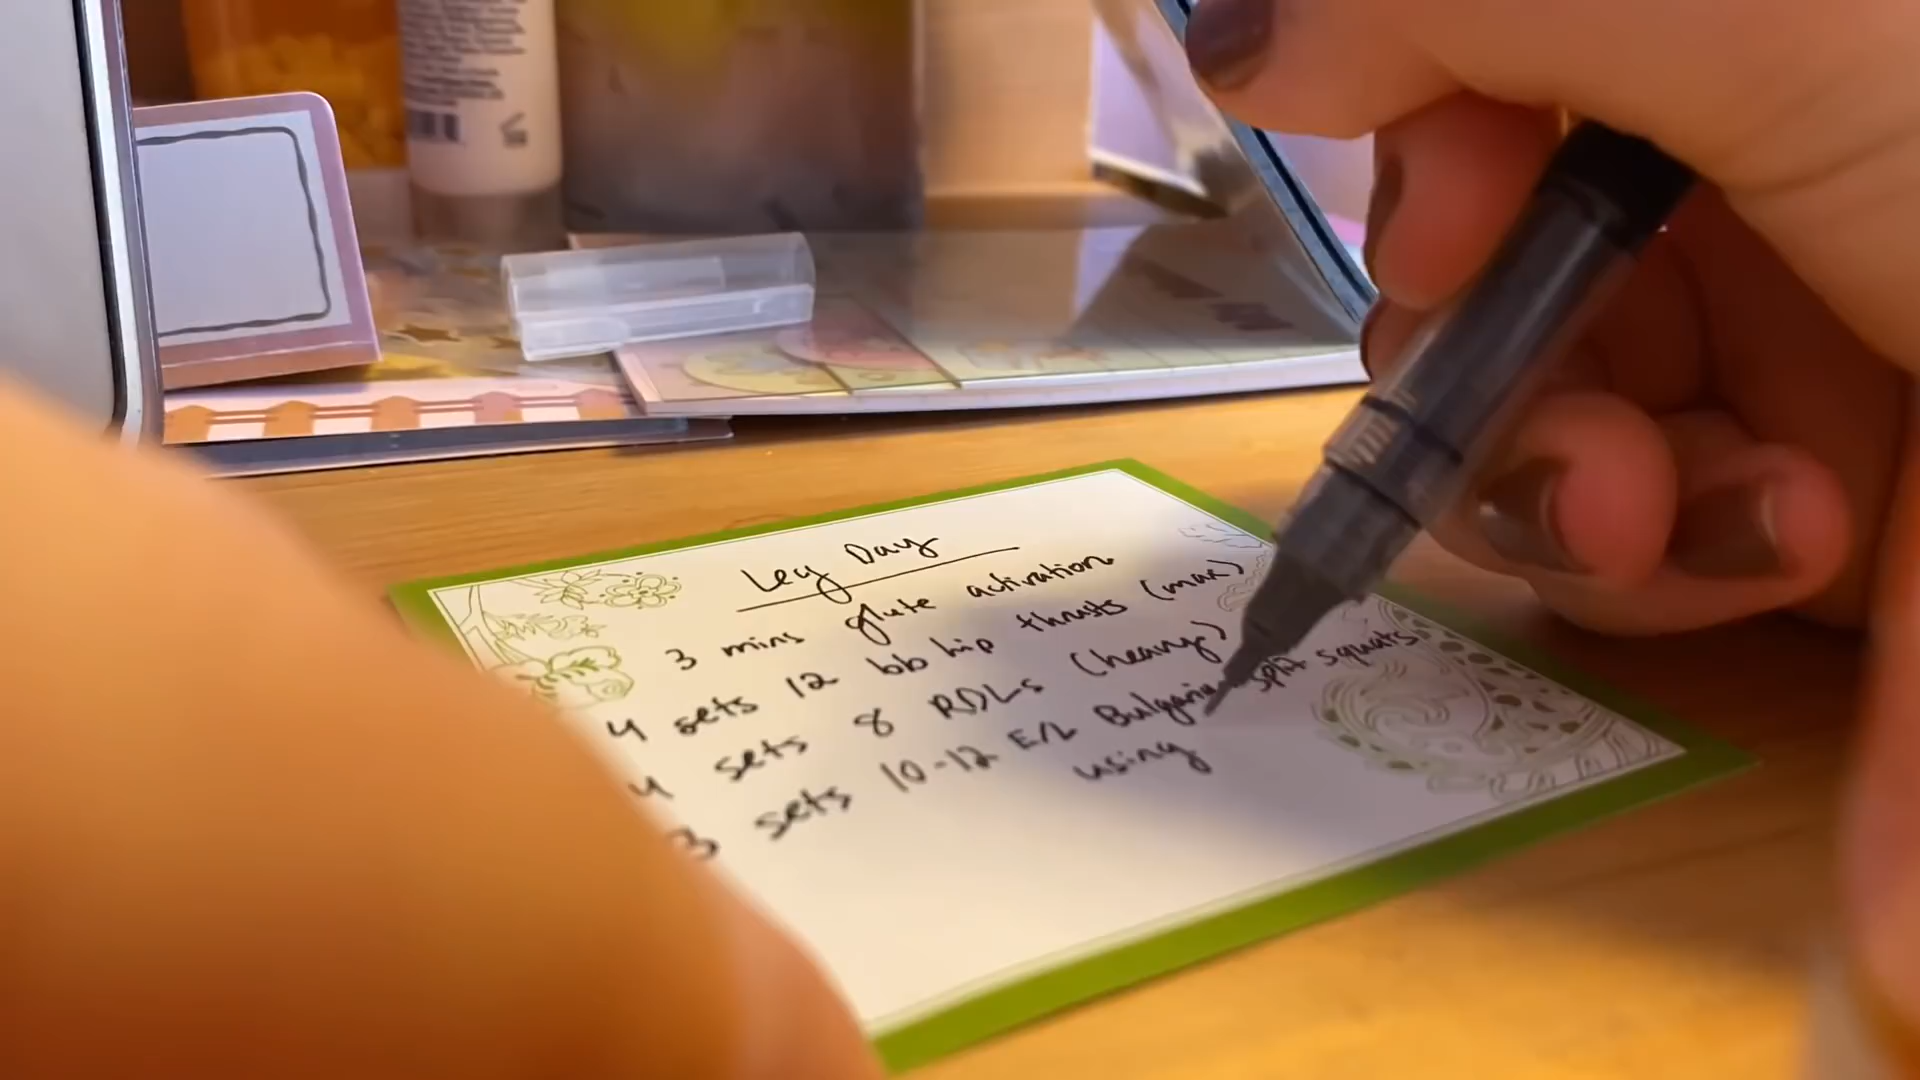 Leg Day
3 mins glute activation
4 sets 12 bb hip thrusts (max)
4 sets 8 RDLs (heavy)
3 sets 10-12 E/L Bulgarian split squats
using